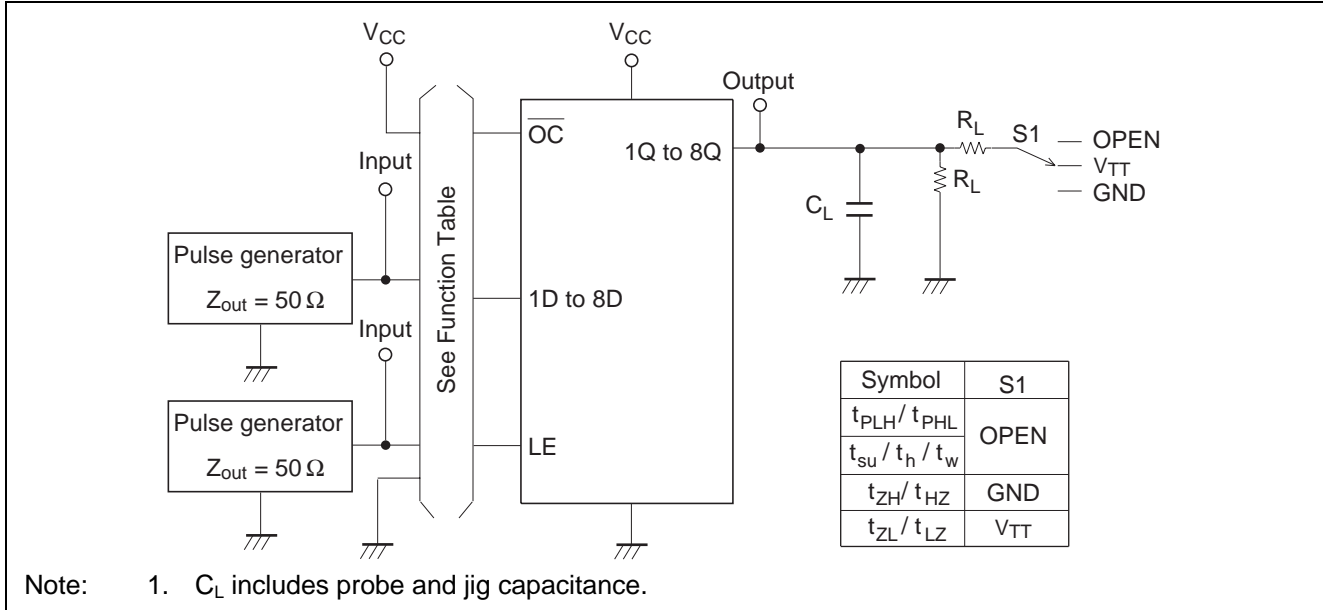 VCC
VCC
Output
Input
See Function Table
OC
1Q to 8Q
RL
S1
OPEN
VTT
GND
RL
CL
Pulse generator
Zout = 50 Ω
1D to 8D
Input
Pulse generator
Zout = 50 Ω
LE
Symbol S1
tPLH / tPHL OPEN
tsu / th / tw
tZH / tHZ GND
tZL / tLZ VTT
Note: 1. CL includes probe and jig capacitance.